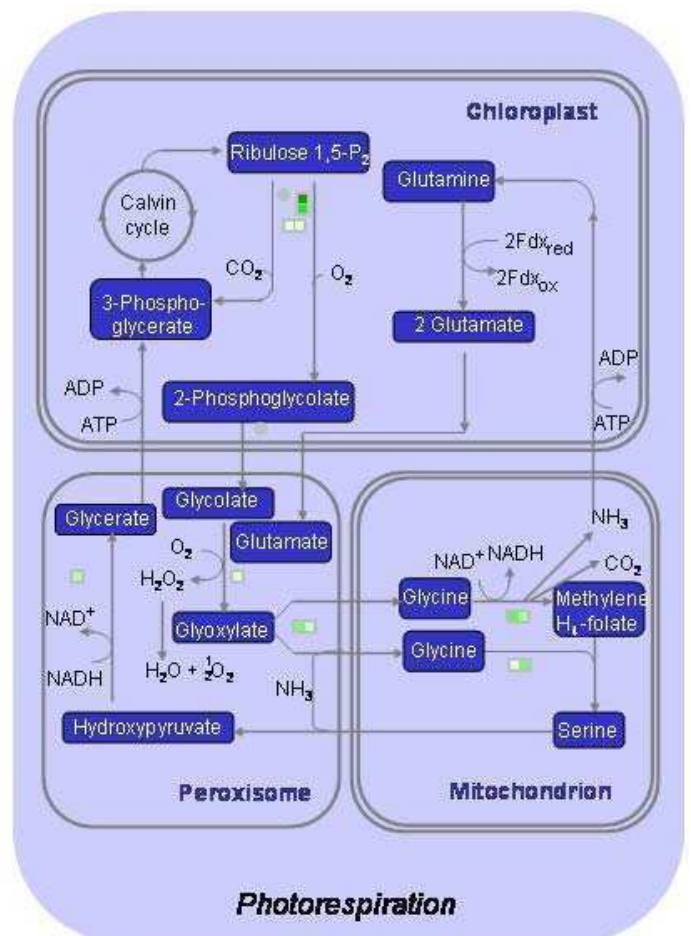 Chloroplast
Ribulose 1,5-P₂
Glutamine
Calvin
cycle
2Fdx_red
CO₂
O₂
2Fdx_ox
3-Phospho-
glycerate
2 Glutamate
ADP
ADP
2-Phosphoglycolate
ATP
ATP
Glycolate
Glycerate
NH₃
O₂
Glutamate
NAD⁺
NADH
CO₂
H₂O₂
Glycine
Methylene
H₄-folate
NAD⁺
Glyoxylate
Glycine
NADH
H₂O + ½O₂
NH₃
Hydroxypyruvate
Serine
Peroxisome
Mitochondrion
Photorespiration